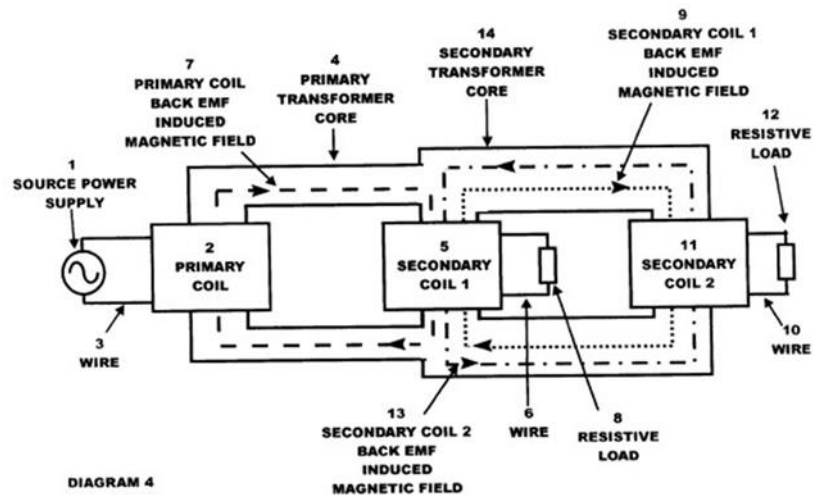 9
SECONDARY COIL 1
BACK EMF
INDUCED
MAGNETIC FIELD
14
SECONDARY
TRANSFORMER
CORE
4
PRIMARY
TRANSFORMER
CORE
7
PRIMARY COIL
BACK EMF
INDUCED
MAGNETIC FIELD
12
RESISTIVE
LOAD
1
SOURCE POWER
SUPPLY
2
PRIMARY
COIL
5
SECONDARY
COIL 1
11
SECONDARY
COIL 2
3
WIRE
10
WIRE
13
SECONDARY COIL 2
BACK EMF
INDUCED
MAGNETIC FIELD
6
WIRE
8
RESISTIVE
LOAD
DIAGRAM 4